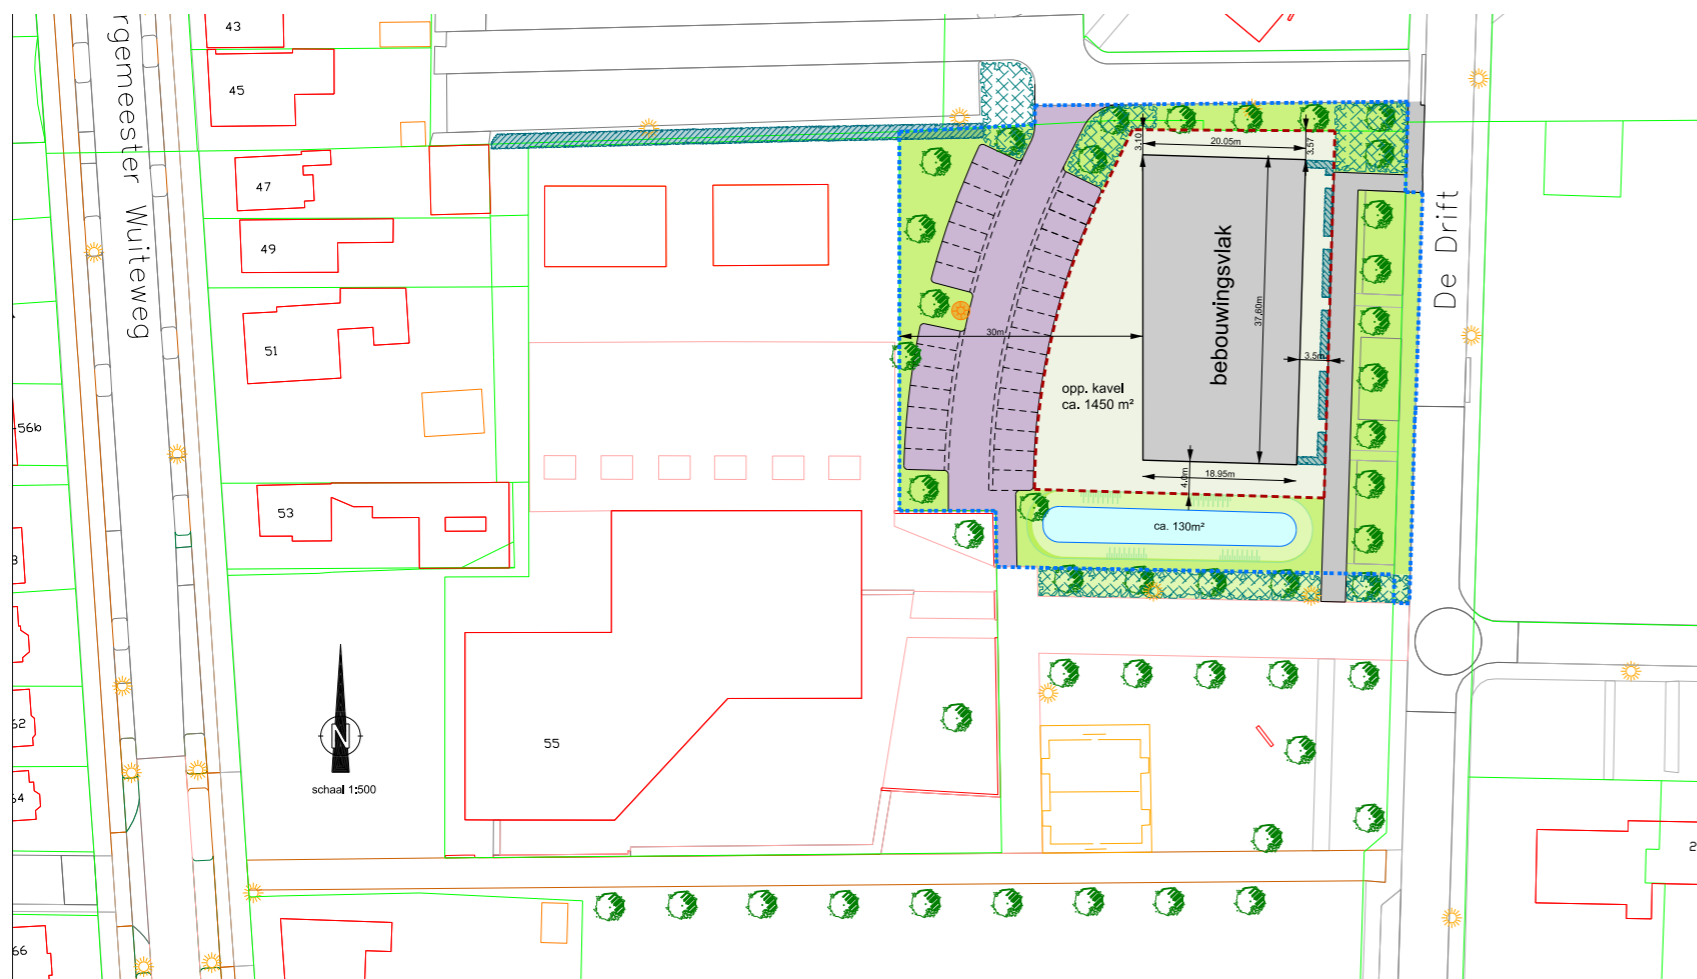 rgemeester Wuiteweg
43
45
47
49
51
53
55
56b
62
64
66
3.10
20.05m
3.57
De Drift
bebouwingsvlak
37,60m
30m
3.5m
opp. kavel
ca. 1450 m²
4.0m
18.95m
ca. 130m²
N
schaal 1:500
2